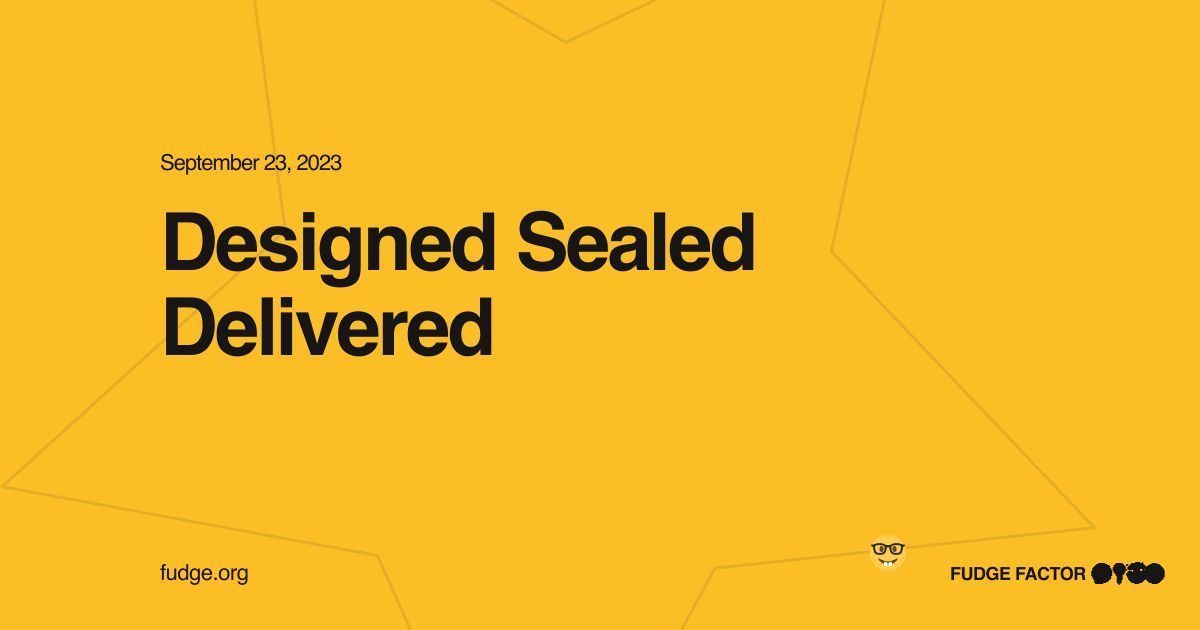 September 23, 2023
Designed Sealed
Delivered
fudge.org
FUDGE FACTOR